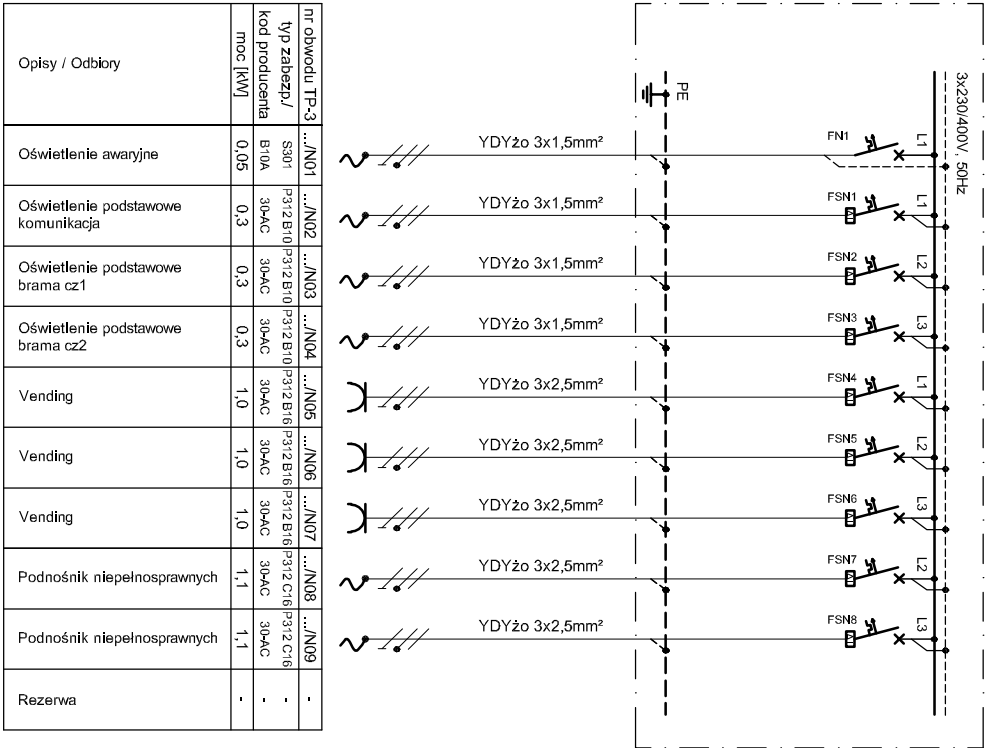 Opisy / Odbiory
moc [kW]
kod producenta
typ zabezp./
nr obwodu TP-3
PE
3x230/400V, 50Hz
Oświetlenie awaryjne
0,05
B10A
S301
.../N01
YDYżo 3x1,5mm²
FN1
L1
Oświetlenie podstawowe
komunikacja
0,3
30-AC
P312 B10
.../N02
YDYżo 3x1,5mm²
FSN1
L1
Oświetlenie podstawowe
brama cz1
0,3
30-AC
P312 B10
.../N03
YDYżo 3x1,5mm²
FSN2
L2
Oświetlenie podstawowe
brama cz2
0,3
30-AC
P312 B10
.../N04
YDYżo 3x1,5mm²
FSN3
L3
Vending
1,0
30-AC
P312 B16
.../N05
YDYżo 3x2,5mm²
FSN4
L1
Vending
1,0
30-AC
P312 B16
.../N06
YDYżo 3x2,5mm²
FSN5
L2
Vending
1,0
30-AC
P312 B16
.../N07
YDYżo 3x2,5mm²
FSN6
L3
Podnośnik niepełnosprawnych
1,1
30-AC
P312 C16
.../N08
YDYżo 3x2,5mm²
FSN7
L2
Podnośnik niepełnosprawnych
1,1
30-AC
P312 C16
.../N09
YDYżo 3x2,5mm²
FSN8
L3
Rezerwa
-
-
-
-